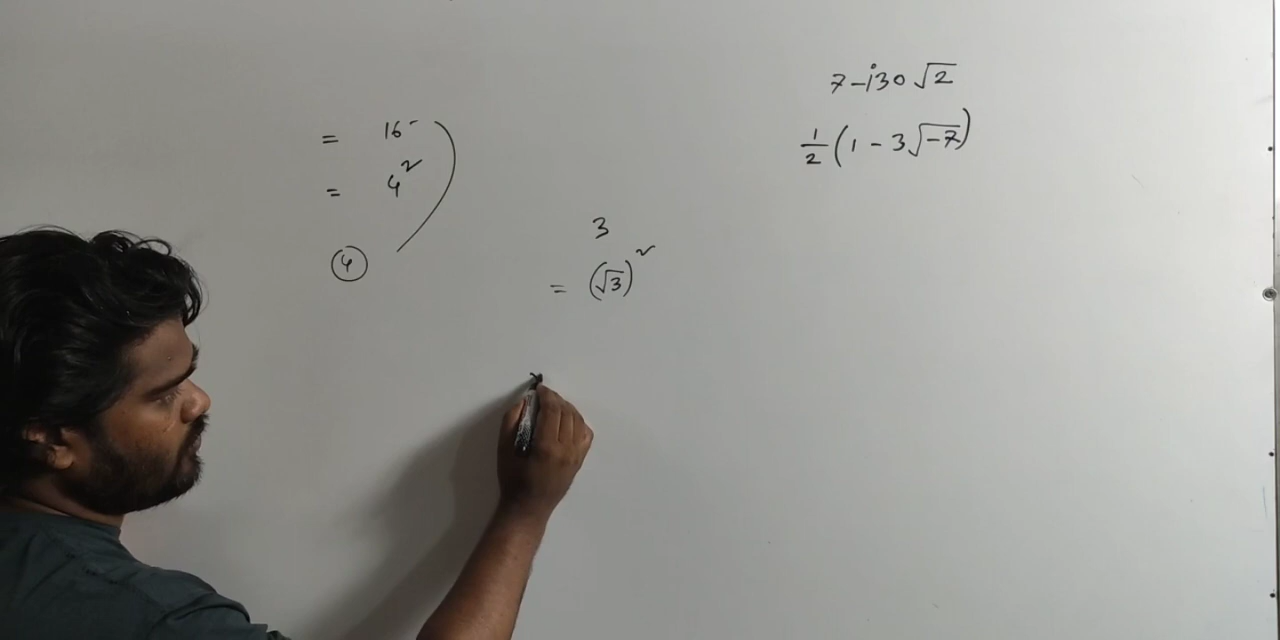 = 16
= 4²
4
3
= (√3)²
7-i30√2
1/2 (1 - 3√-7)